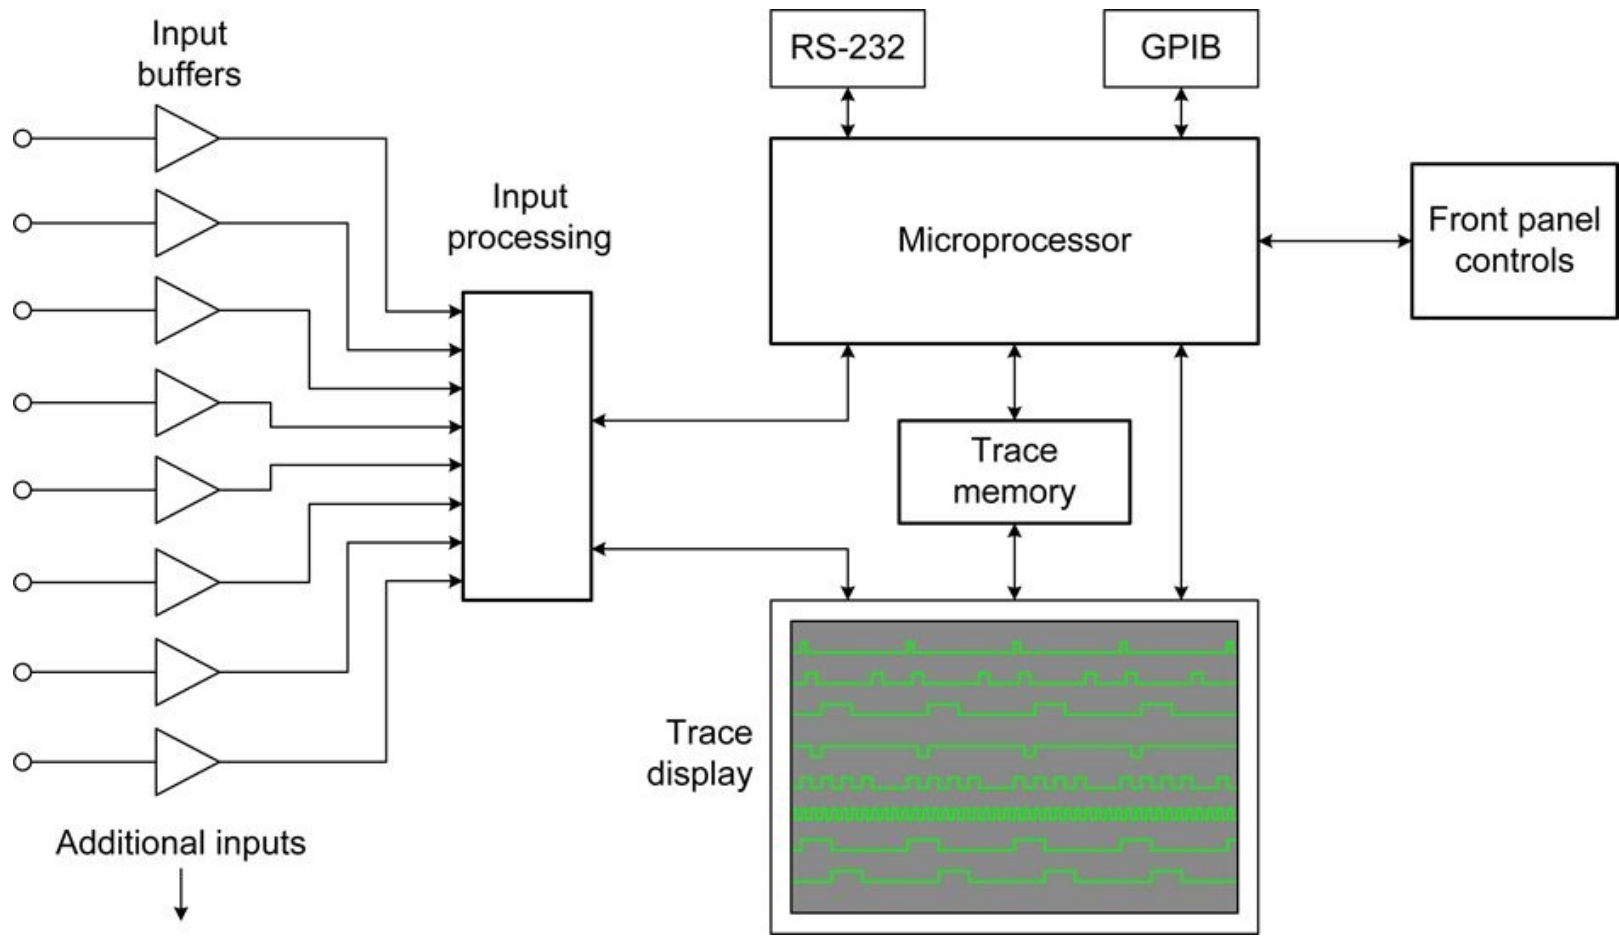 Input
buffers
RS-232
GPIB
Input
processing
Microprocessor
Front panel
controls
Trace
memory
Trace
display
Additional inputs